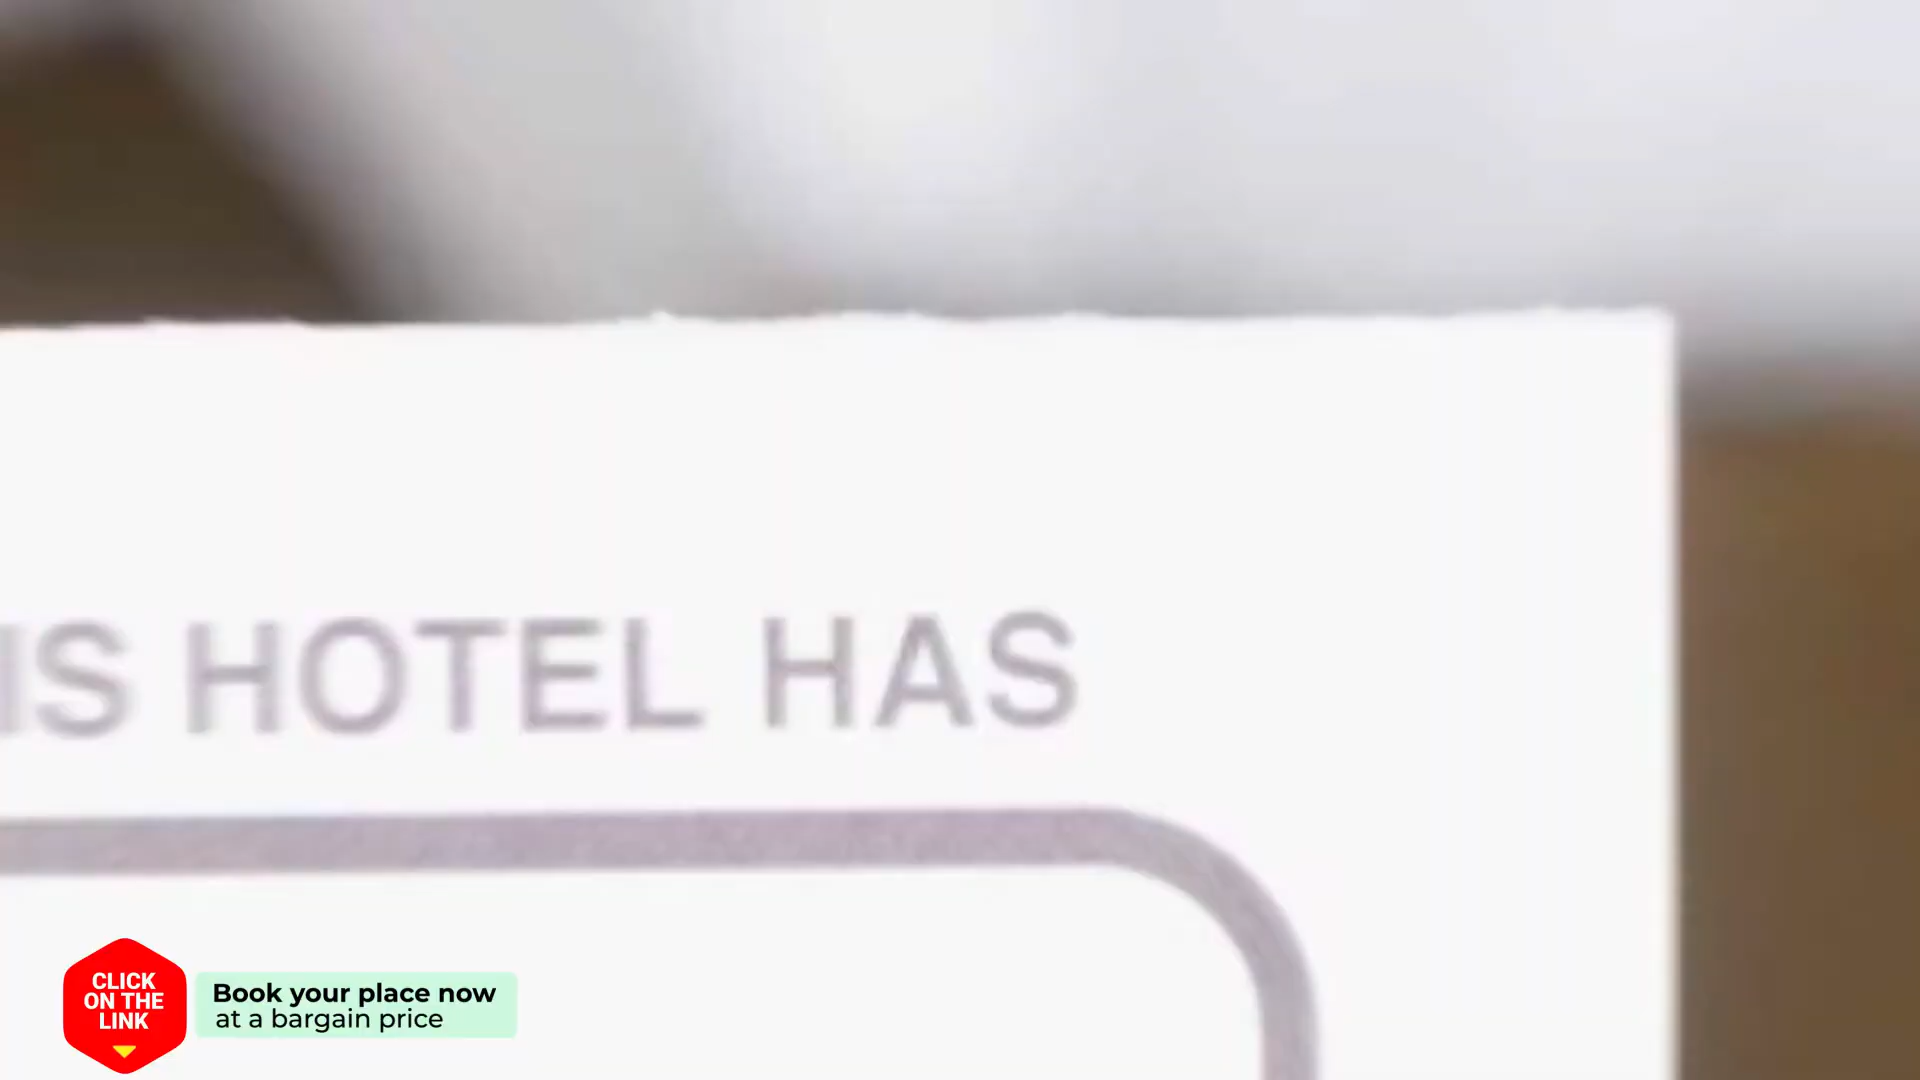 IS HOTEL HAS
CLICK
ON THE
LINK
Book your place now
at a bargain price